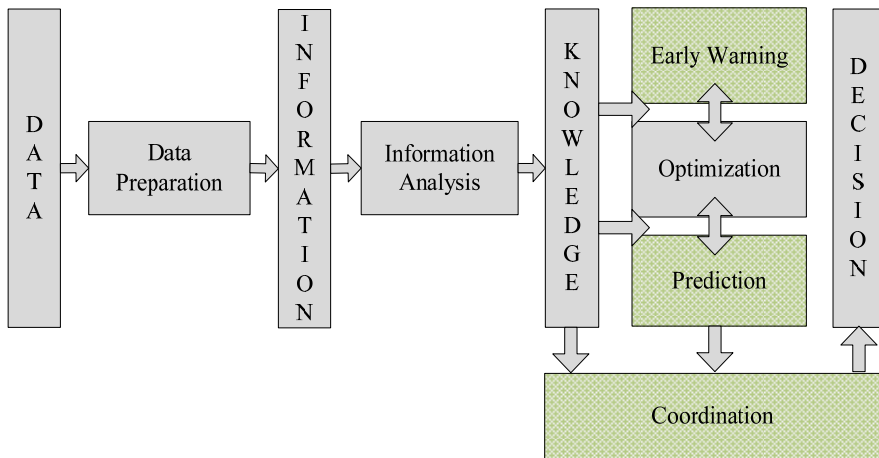 DATA
Data
Preparation
INFORMATION
Information
Analysis
KNOWLEDGE
Early Warning
Optimization
Prediction
DECISION
Coordination